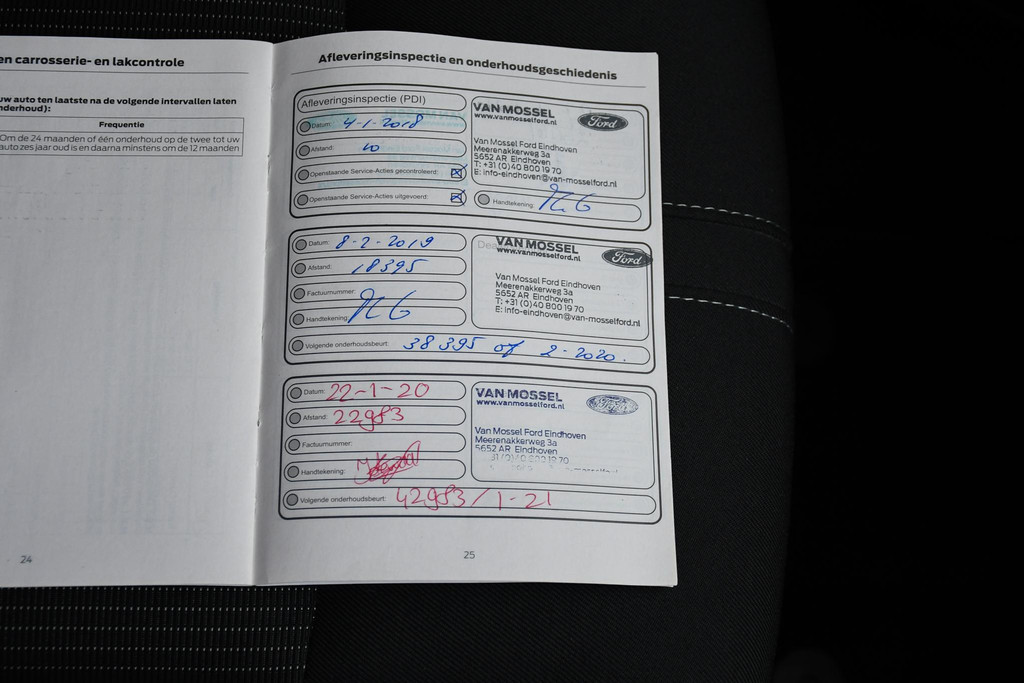 en carrosserie- en lakcontrole
uw auto ten laatste na de volgende intervallen laten
nderhoud):
Frequentie
Om de 24 maanden of één onderhoud op de twee tot uw
auto zes jaar oud is en daarna minstens om de 12 maanden
24
Afleveringsinspectie en onderhoudsgeschiedenis
Afleveringsinspectie (PDI)
Datum: 4-1-2018
Afstand: 10
Openstaande Service-Acties gecontroleerd:
Openstaande Service-Acties uitgevoerd:
VAN MOSSEL
www.vanmosselford.nl
Ford
Van Mossel Ford Eindhoven
Meerenakkerweg 3a
5652 AR Eindhoven
T: +31 (0)40 800 19 70
E: info-eindhoven@van-mosselford.nl
Handtekening:
Datum: 8-2-2019
Afstand: 18395
Factuurnummer:
Handtekening:
VAN MOSSEL
www.vanmosselford.nl
Ford
Van Mossel Ford Eindhoven
Meerenakkerweg 3a
5652 AR Eindhoven
T: +31 (0)40 800 19 70
E: info-eindhoven@van-mosselford.nl
Volgende onderhoudsbeurt: 38395 of 2-2020.
Datum: 22-1-20
Afstand: 22983
Factuurnummer:
Handtekening:
VAN MOSSEL
www.vanmosselford.nl
Ford
Van Mossel Ford Eindhoven
Meerenakkerweg 3a
5652 AR Eindhoven
Volgende onderhoudsbeurt: 42983/1-21
25